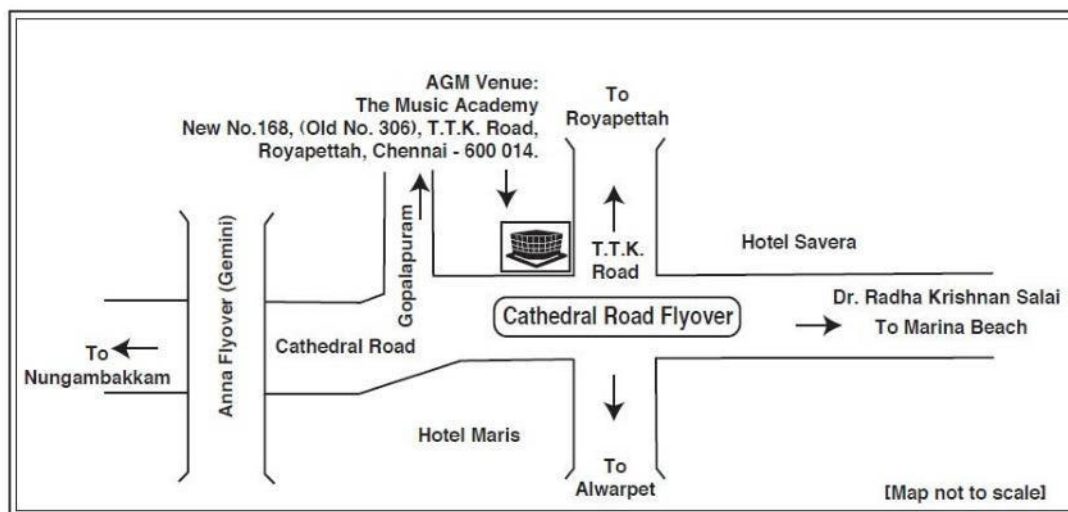 AGM Venue:
The Music Academy
New No.168, (Old No. 306), T.T.K. Road,
Royapettah, Chennai - 600 014.
To
Royapettah
Anna Flyover (Gemini)
Gopalapuram
T.T.K.
Road
Hotel Savera
Cathedral Road Flyover
Dr. Radha Krishnan Salai
To Marina Beach
To
Nungambakkam
Cathedral Road
Hotel Maris
To
Alwarpet
[Map not to scale]